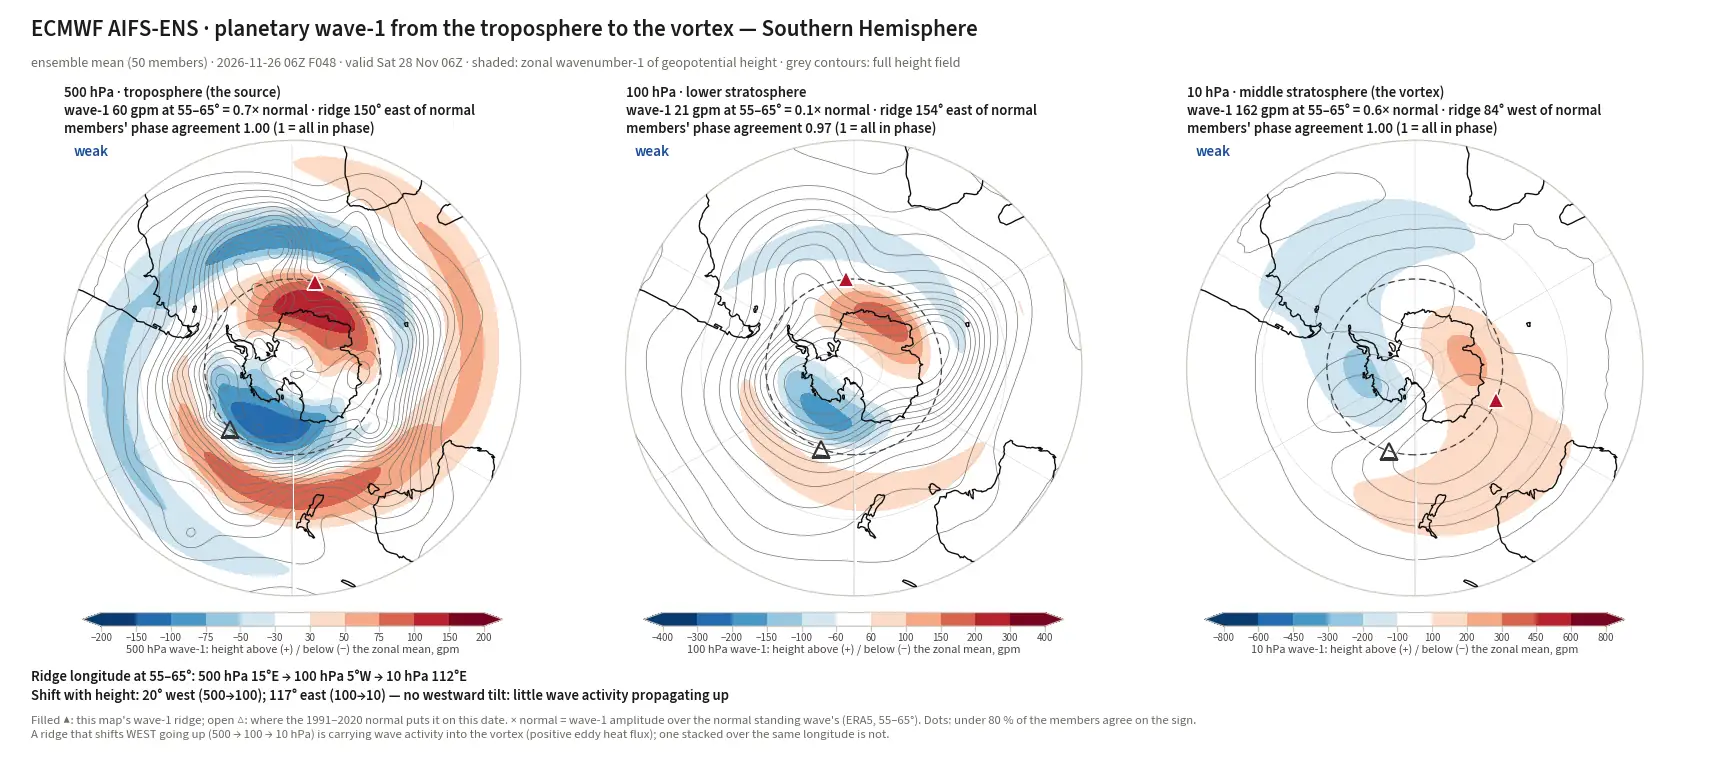 ECMWF AIFS-ENS · planetary wave-1 from the troposphere to the vortex — Southern Hemisphere
ensemble mean (50 members) · 2026-11-26 06Z F048 · valid Sat 28 Nov 06Z · shaded: zonal wavenumber-1 of geopotential height · grey contours: full height field
500 hPa · troposphere (the source)
wave-1 60 gpm at 55–65° = 0.7× normal · ridge 150° east of normal
members' phase agreement 1.00 (1 = all in phase)
weak
100 hPa · lower stratosphere
wave-1 21 gpm at 55–65° = 0.1× normal · ridge 154° east of normal
members' phase agreement 0.97 (1 = all in phase)
weak
10 hPa · middle stratosphere (the vortex)
wave-1 162 gpm at 55–65° = 0.6× normal · ridge 84° west of normal
members' phase agreement 1.00 (1 = all in phase)
weak
−200 −150 −100 −75 −50 −30 30 50 75 100 150 200
500 hPa wave-1: height above (+) / below (−) the zonal mean, gpm
−400 −300 −200 −150 −100 −60 60 100 150 200 300 400
100 hPa wave-1: height above (+) / below (−) the zonal mean, gpm
−800 −600 −450 −300 −200 −100 100 200 300 450 600 800
10 hPa wave-1: height above (+) / below (−) the zonal mean, gpm
Ridge longitude at 55–65°: 500 hPa 15°E → 100 hPa 5°W → 10 hPa 112°E
Shift with height: 20° west (500→100); 117° east (100→10) — no westward tilt: little wave activity propagating up
Filled ▲: this map's wave-1 ridge; open △: where the 1991–2020 normal puts it on this date. × normal = wave-1 amplitude over the normal standing wave's (ERA5, 55–65°). Dots: under 80 % of the members agree on the sign.
A ridge that shifts WEST going up (500 → 100 → 10 hPa) is carrying wave activity into the vortex (positive eddy heat flux); one stacked over the same longitude is not.